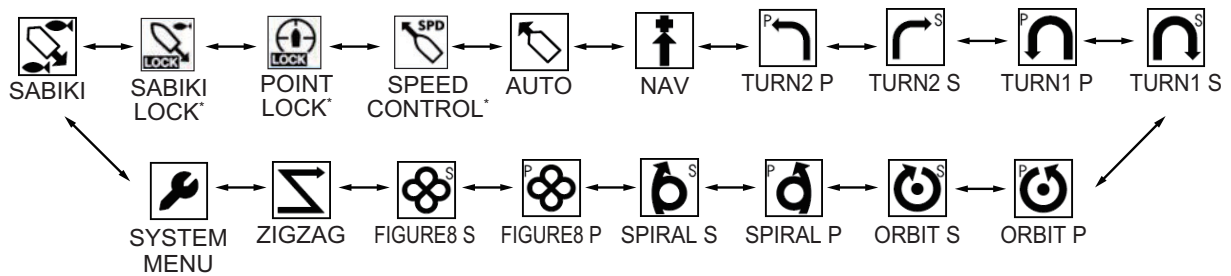 LOCK LOCK SPD P S P S
SABIKI SABIKI LOCK* POINT LOCK* SPEED CONTROL* AUTO NAV TURN2 P TURN2 S TURN1 P TURN1 S
S P S P S P
SYSTEM MENU ZIGZAG FIGURE8 S FIGURE8 P SPIRAL S SPIRAL P ORBIT S ORBIT P